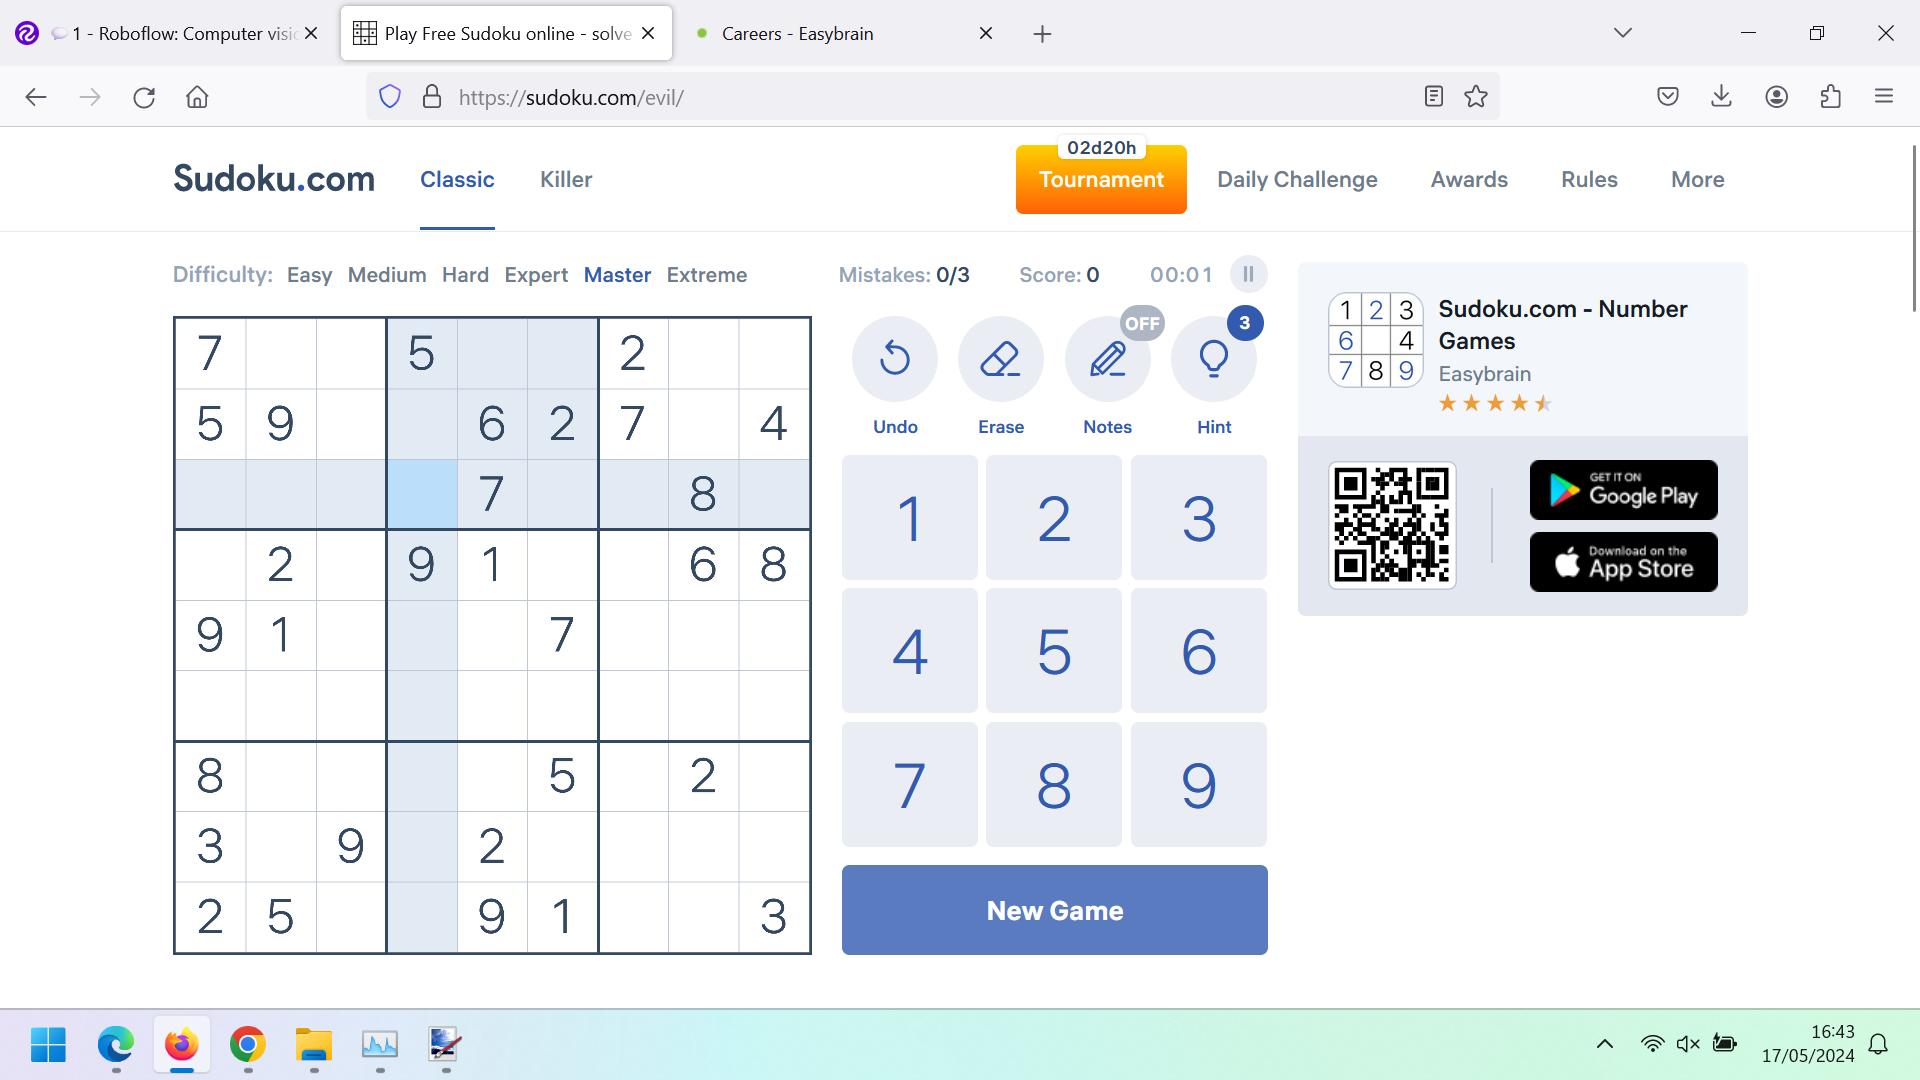 1 - Roboflow: Computer visi
Play Free Sudoku online - solve
Careers - Easybrain
https://sudoku.com/evil/
Sudoku.com
Classic
Killer
02d20h
Tournament
Daily Challenge
Awards
Rules
More
Difficulty:
Easy
Medium
Hard
Expert
Master
Extreme
Mistakes: 0/3
Score: 0
00:01
7 5 2
5 9 6 2 7 4
7 8
2 9 1 6 8
9 1 7
8 5 2
3 9 2
2 5 9 1 3
OFF
3
Undo
Erase
Notes
Hint
1 2 3
4 5 6
7 8 9
New Game
1 2 3
6 4
7 8 9
Sudoku.com - Number
Games
Easybrain
GET IT ON
Google Play
Download on the
App Store
16:43
17/05/2024